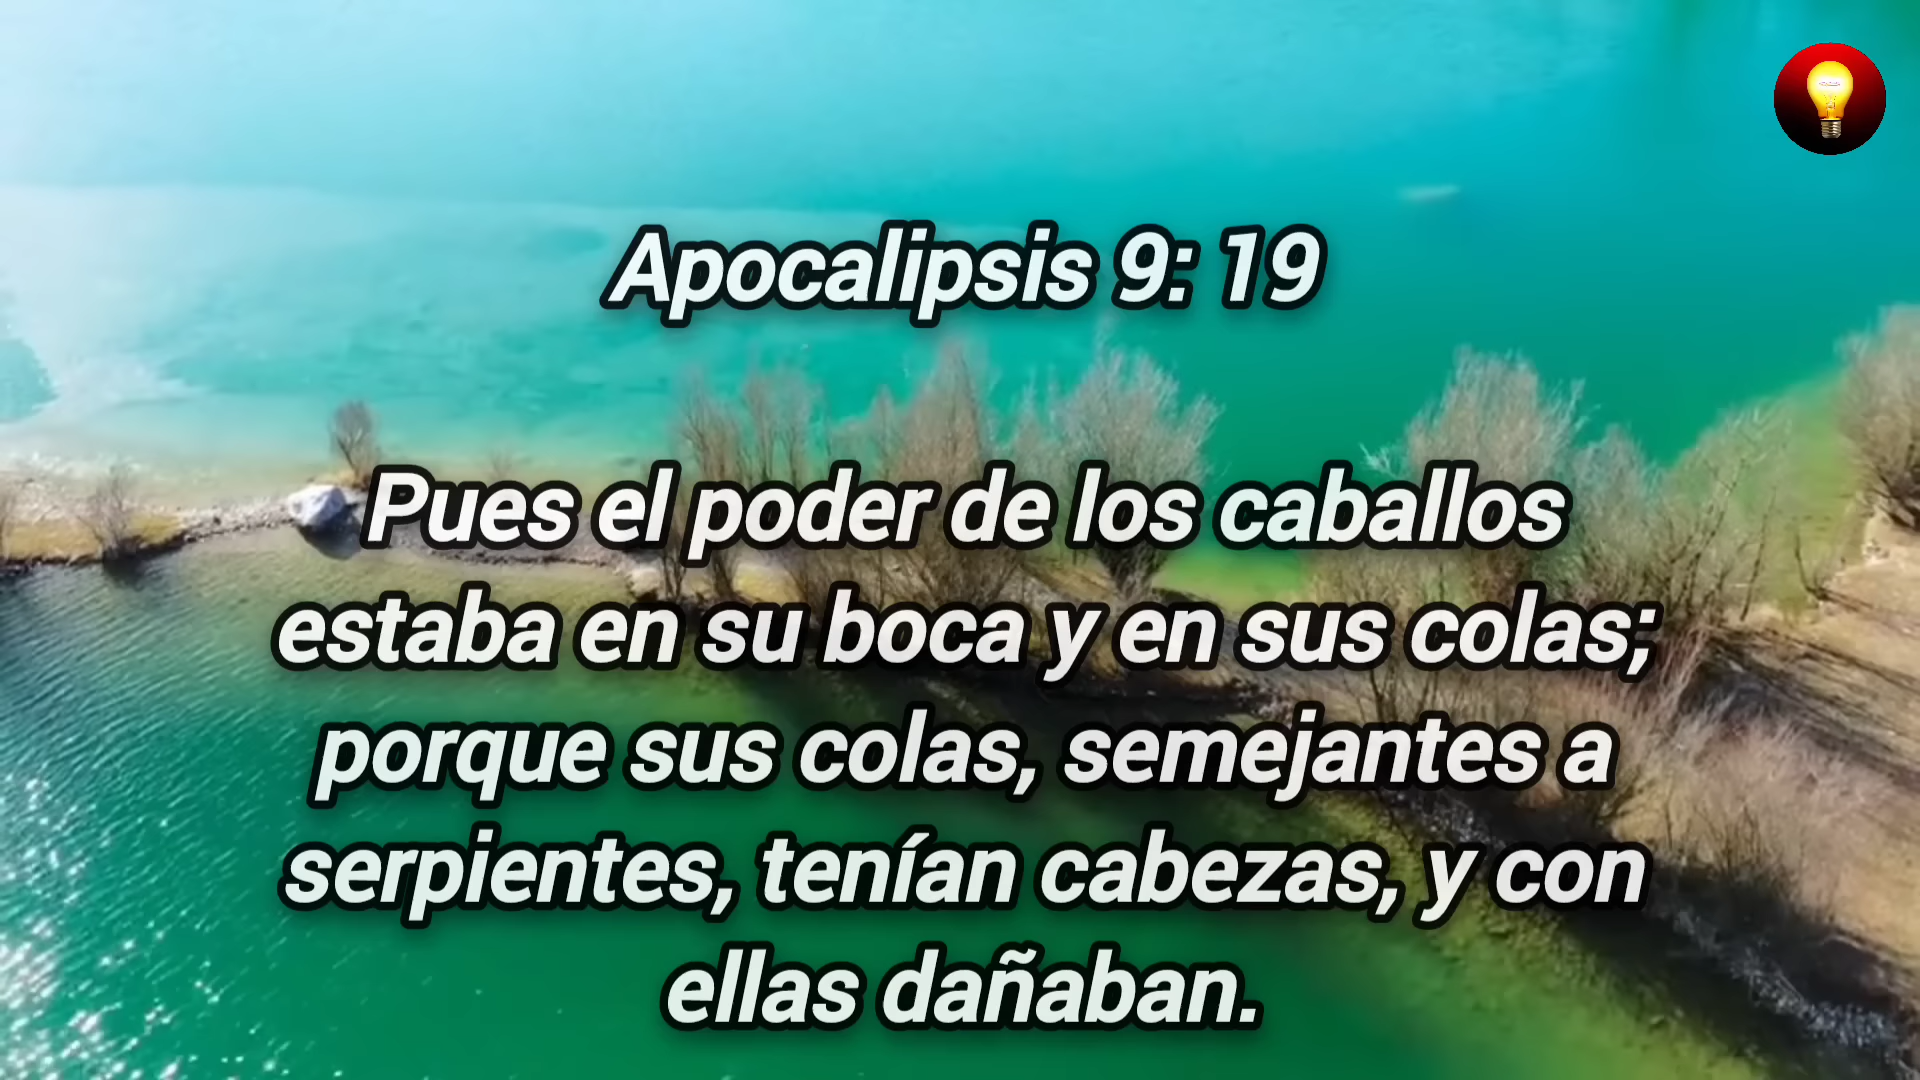 Apocalipsis 9: 19
Pues el poder de los caballos
estaba en su boca y en sus colas;
porque sus colas, semejantes a
serpientes, tenían cabezas, y con
ellas dañaban.